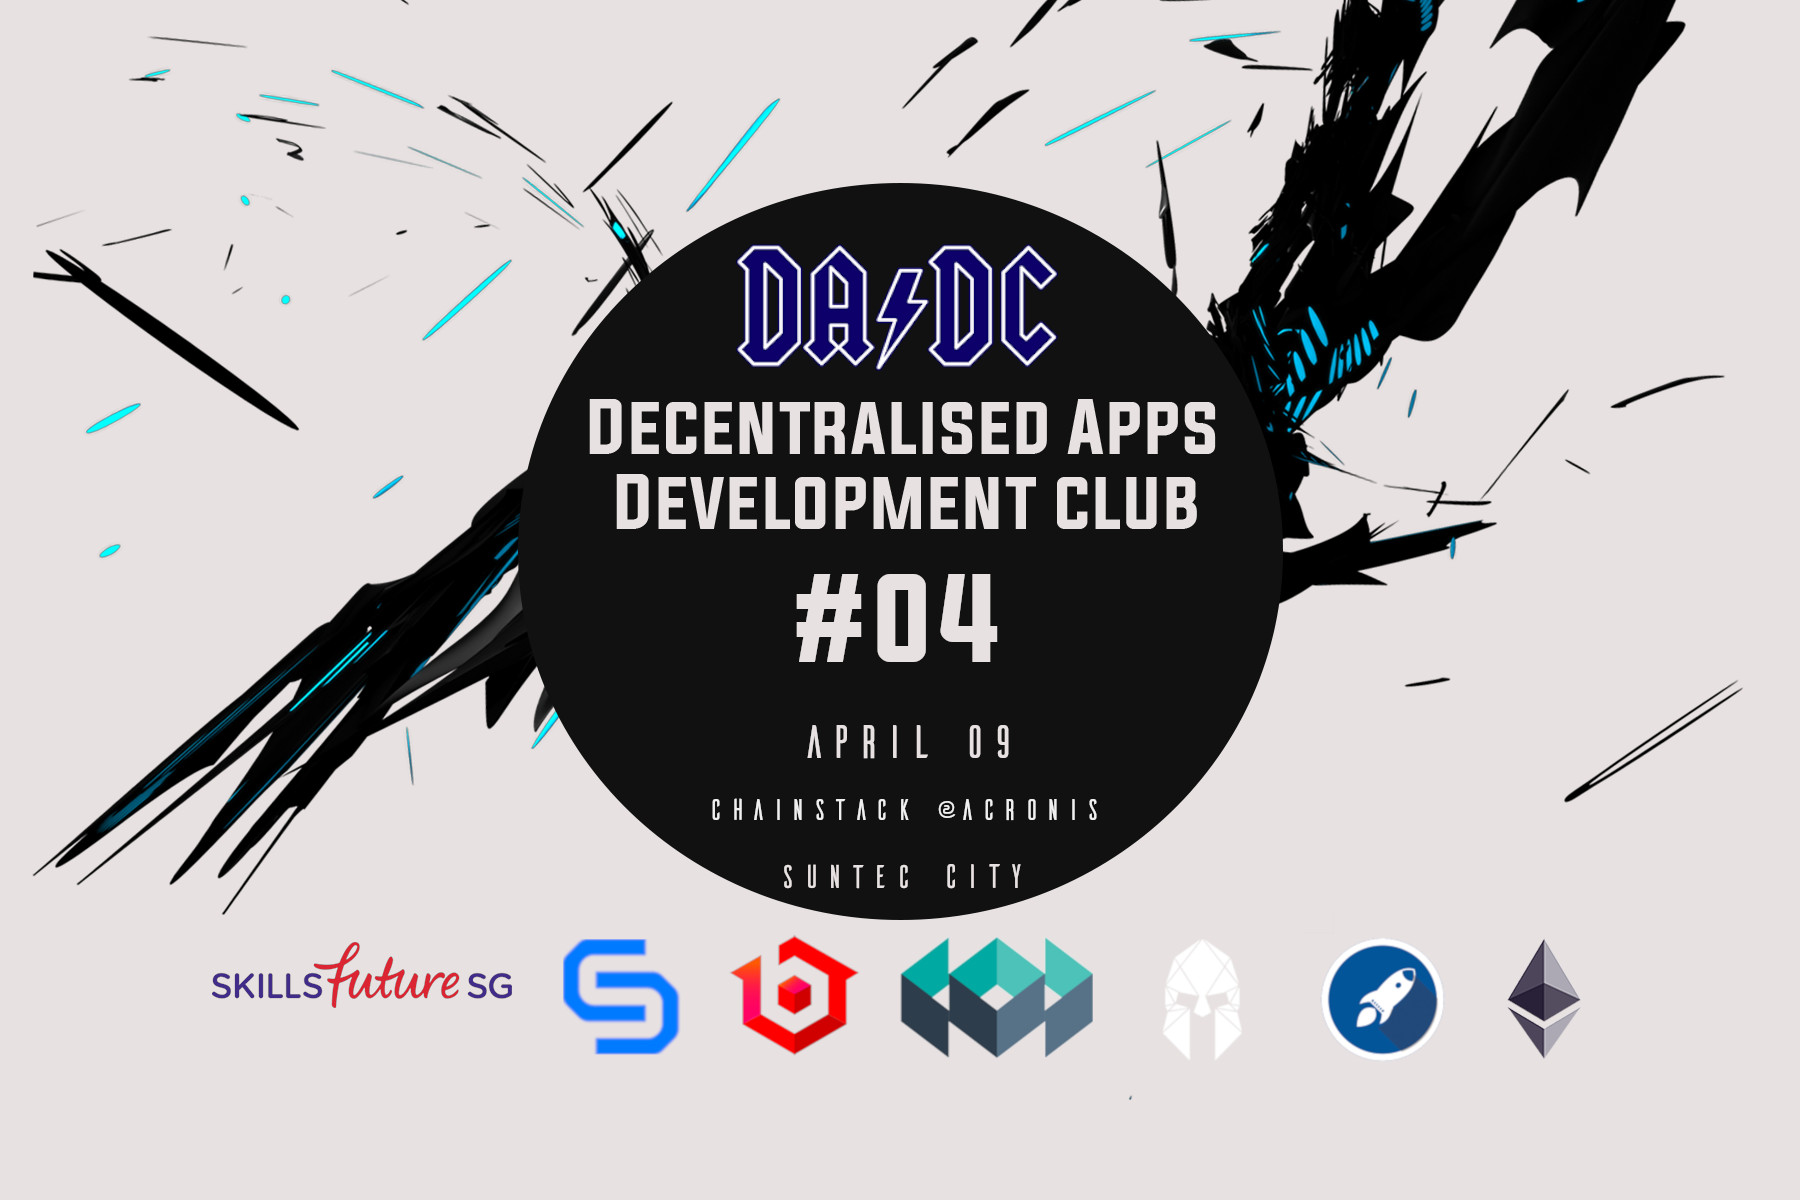 DA⚡DC
Decentralised Apps
Development club
#04
APRIL 09
CHAINSTACK @ACRONIS
SUNTEC CITY
SKILLSfuture SG